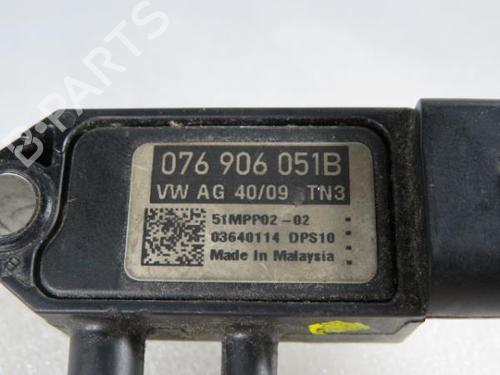 B-PARTS
076 906 051B
VW AG 40/09 TN3
51MPP02-02
03640114 DPS10
Made In Malaysia